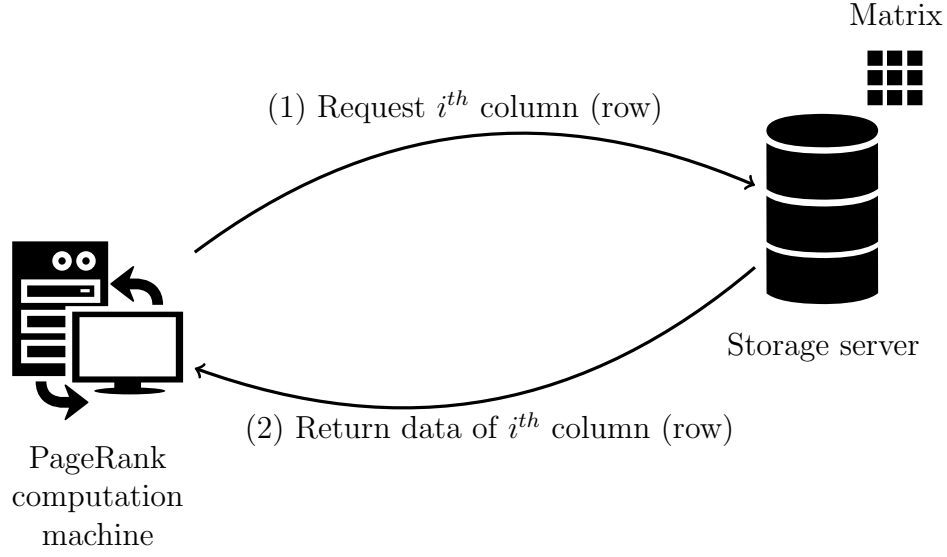 Matrix
(1) Request i^{th} column (row)
Storage server
(2) Return data of i^{th} column (row)
PageRank
computation
machine